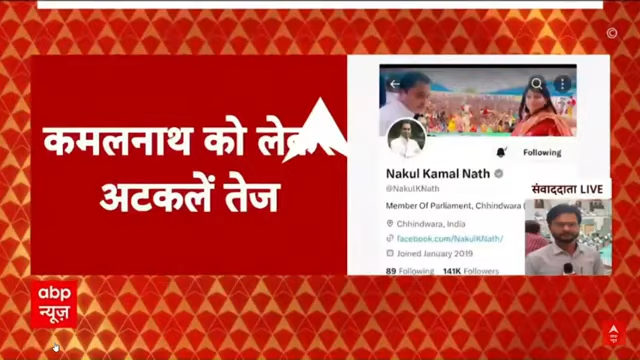 ©
कमलनाथ को लेकर
अटकलें तेज
Following
Nakul Kamal Nath
@NakulKNath
Member Of Parliament, Chhindwara
Chhindwara, India
facebook.com/NakulKNath/
Joined January 2019
89 Following 141K Followers
संवाददाता LIVE
abp
न्यूज़